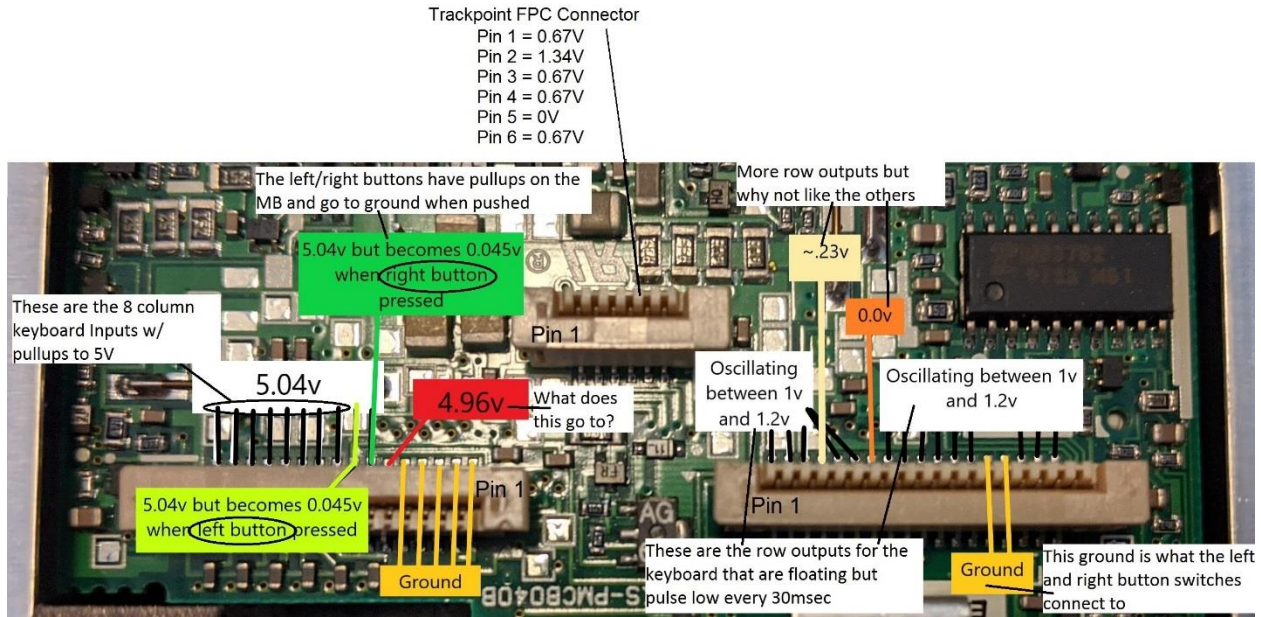 Trackpoint FPC Connector
Pin 1 = 0.67V
Pin 2 = 1.34V
Pin 3 = 0.67V
Pin 4 = 0.67V
Pin 5 = 0V
Pin 6 = 0.67V
The left/right buttons have pullups on the
MB and go to ground when pushed
More row outputs but
why not like the others
5.04v but becomes 0.045v
when right button
pressed
~.23v
These are the 8 column
keyboard Inputs w/
pullups to 5V
0.0v
Pin 1
5.04v
4.96v
What does
this go to?
Oscillating
between 1v
and 1.2v
Oscillating between 1v
and 1.2v
5.04v but becomes 0.045v
when left button pressed
Pin 1
Pin 1
AG
FR
HQ
Ground
These are the row outputs for the
keyboard that are floating but
pulse low every 30msec
Ground
This ground is what the left
and right button switches
connect to
S-PMCB040B